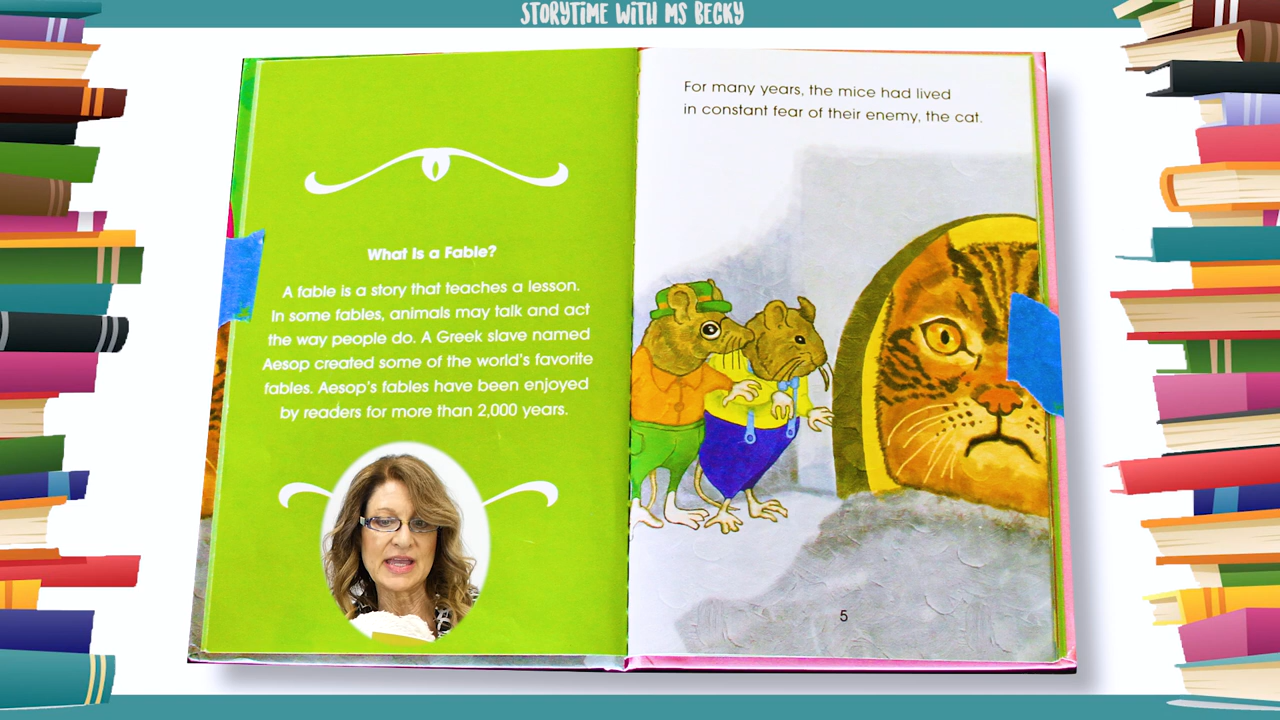 STORYTIME WITH MS BECKY
What Is a Fable?
A fable is a story that teaches a lesson.
In some fables, animals may talk and act
the way people do. A Greek slave named
Aesop created some of the world's favorite
fables. Aesop's fables have been enjoyed
by readers for more than 2,000 years.
For many years, the mice had lived
in constant fear of their enemy, the cat.
5